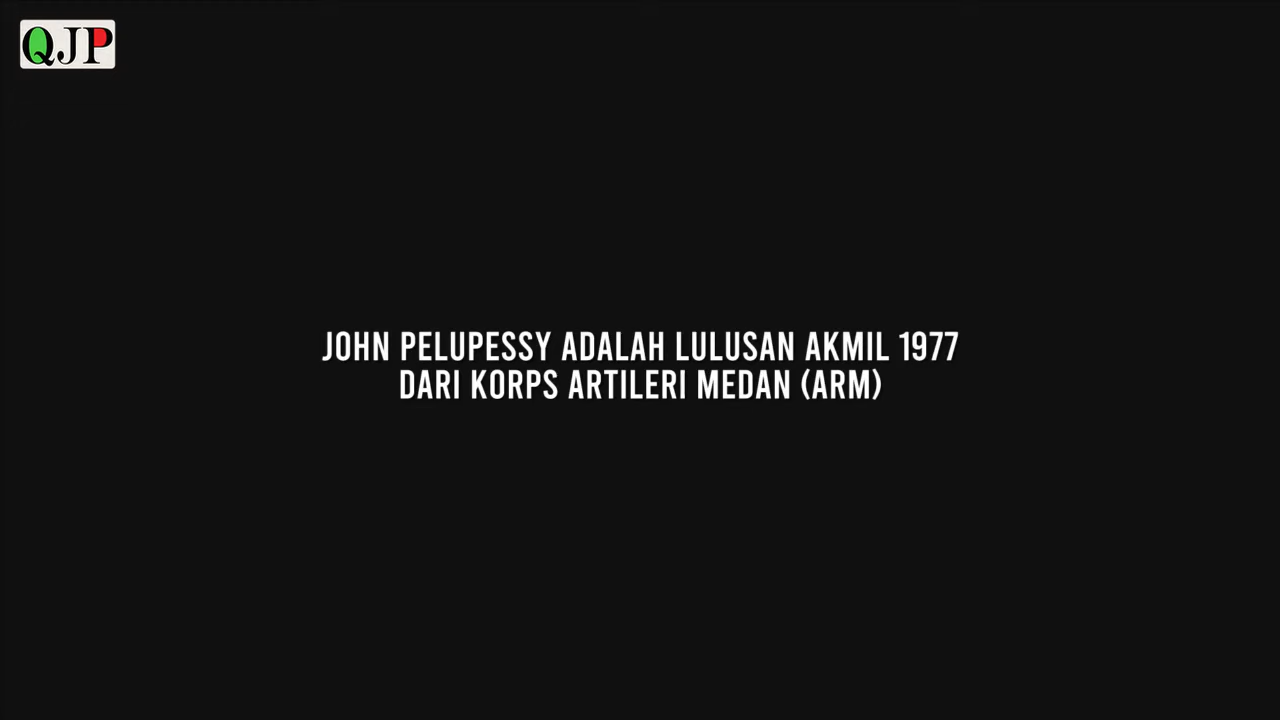 QJP
JOHN PELUPESSY ADALAH LULUSAN AKMIL 1977
DARI KORPS ARTILERI MEDAN (ARM)